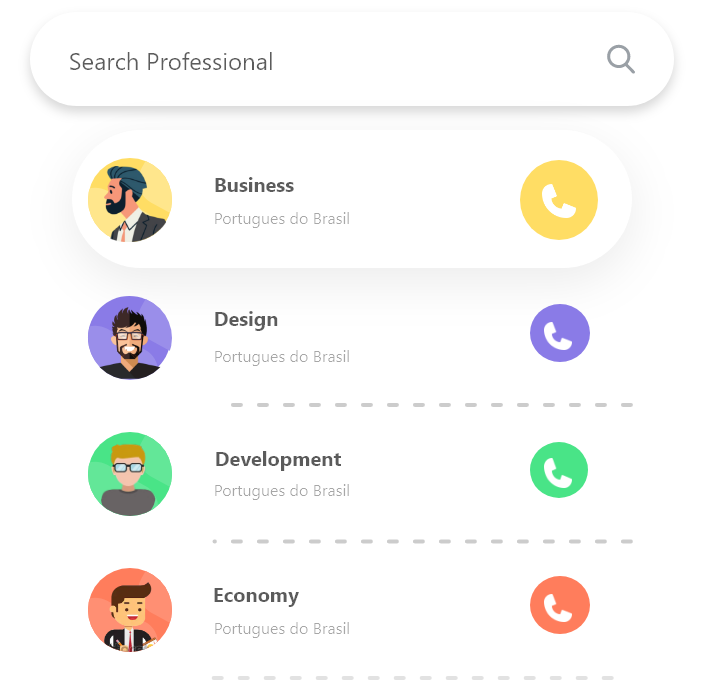 Search Professional
Business
Portugues do Brasil
Design
Portugues do Brasil
Development
Portugues do Brasil
Economy
Portugues do Brasil